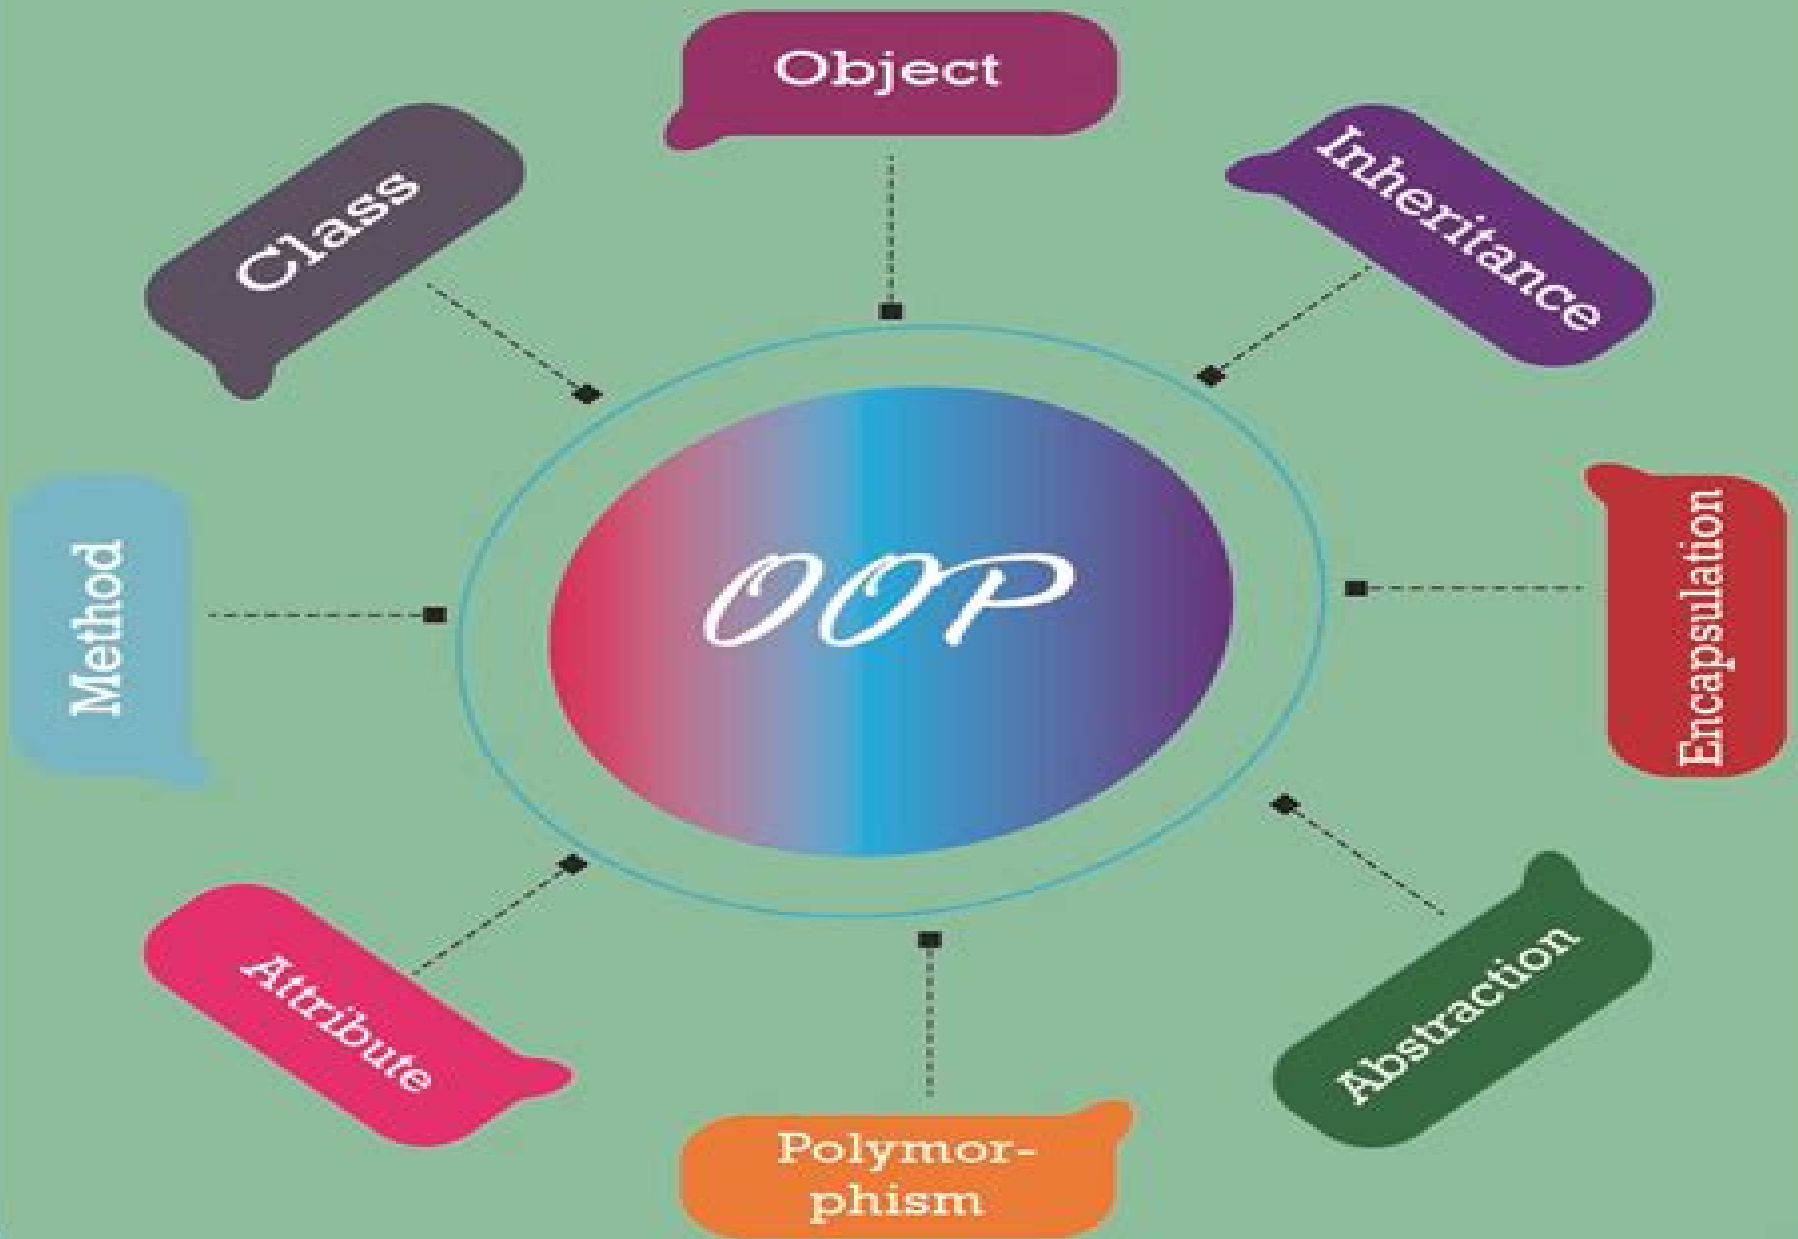 Object
Class
Inheritance
Method
OOP
Encapsulation
Attribute
Abstraction
Polymor-
phism